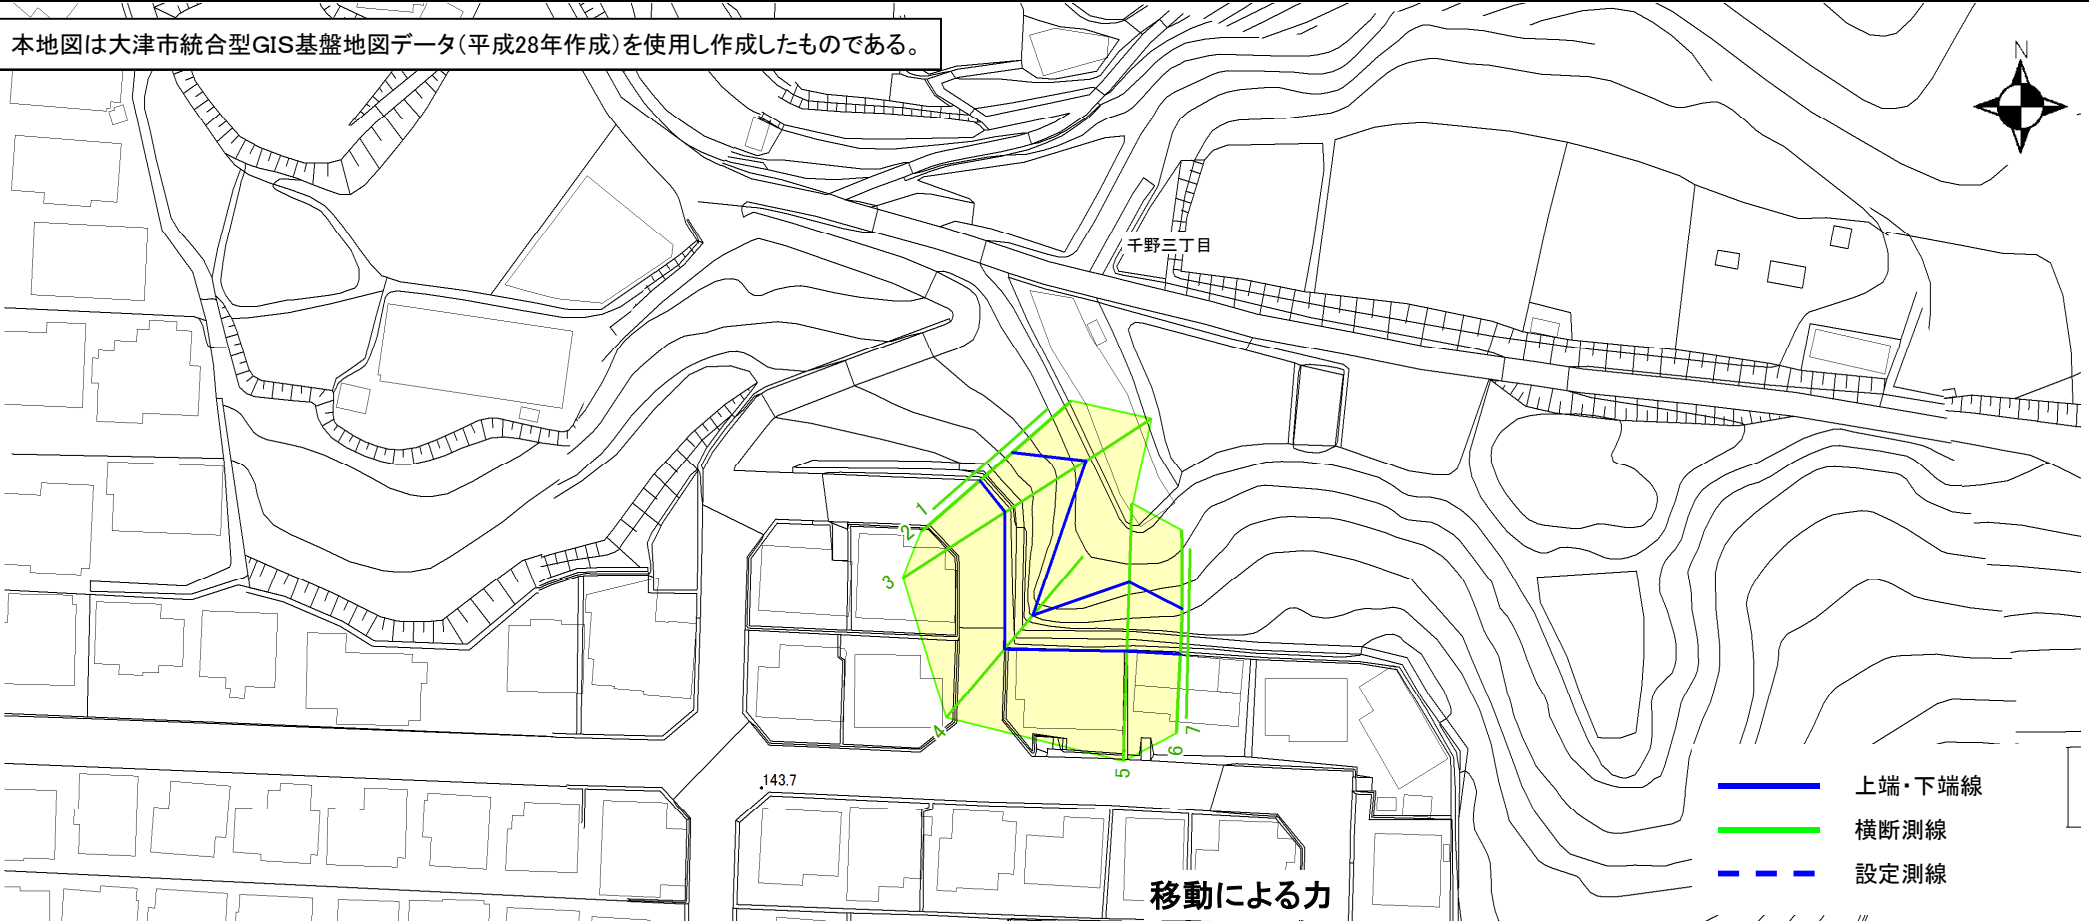 本地図は大津市統合型GIS基盤地図データ(平成28年作成)を使用し作成したものである。
N
千野三丁目
1
2
3
4
5
6
7
143.7
上端・下端線
横断測線
設定測線
移動による力